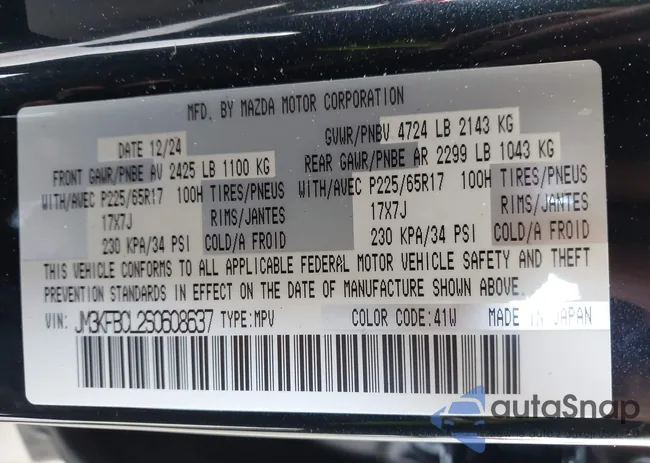 MFD. BY MAZDA MOTOR CORPORATION
DATE 12/24
GVWR/PNBV 4724 LB 2143 KG
FRONT GAWR/PNBE AV 2425 LB 1100 KG
REAR GAWR/PNBE AR 2299 LB 1043 KG
WITH/AVEC P225/65R17 100H TIRES/PNEUS
WITH/AVEC P225/65R17 100H TIRES/PNEUS
17X7J RIMS/JANTES
17X7J RIMS/JANTES
230 KPA/34 PSI COLD/A FROID
230 KPA/34 PSI COLD/A FROID
THIS VEHICLE CONFORMS TO ALL APPLICABLE FEDERAL MOTOR VEHICLE SAFETY AND THEFT
PREVENTION STANDARDS IN EFFECT ON THE DATE OF MANUFACTURE SHOWN ABOVE.
VIN: JM3KFBCL2S0608637 TYPE:MPV COLOR CODE:41W MADE IN JAPAN
autoSnap